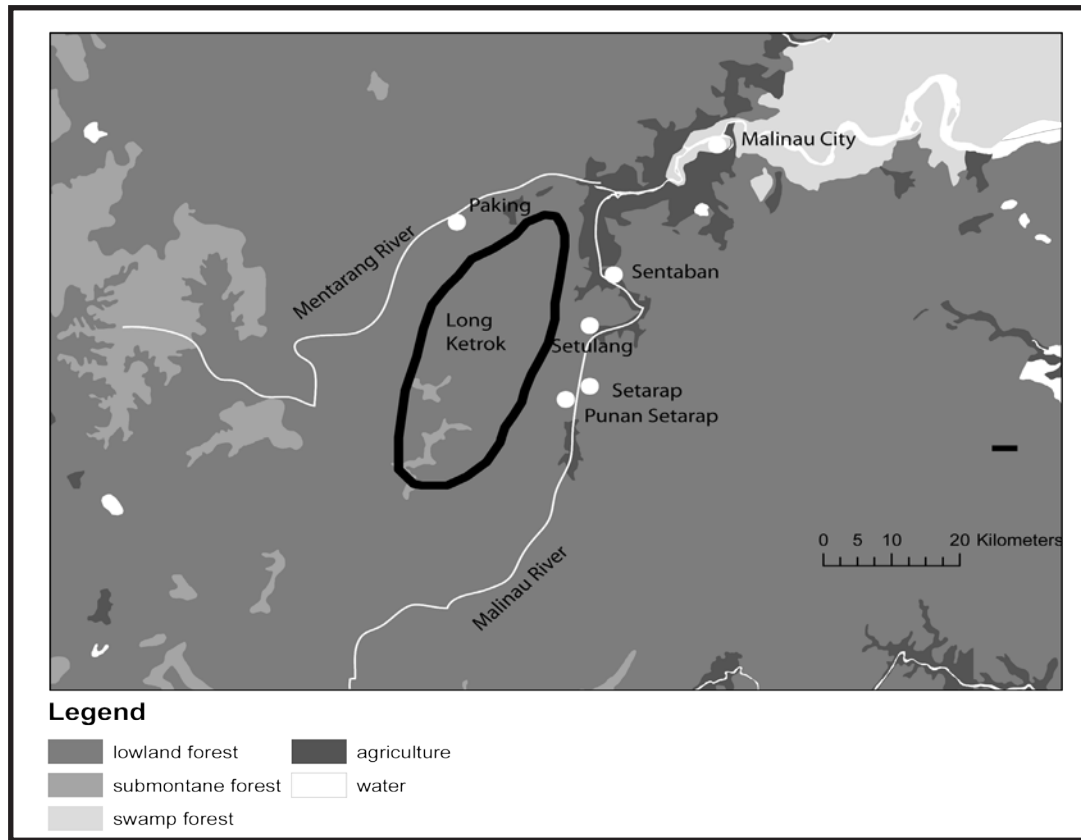 Malinau City
Paking
Mentarang River
Sentaban
Long
Ketrok
Setulang
Setarap
Punan Setarap
Malinau River
0 5 10 20 Kilometers
Legend
lowland forest
agriculture
submontane forest
water
swamp forest